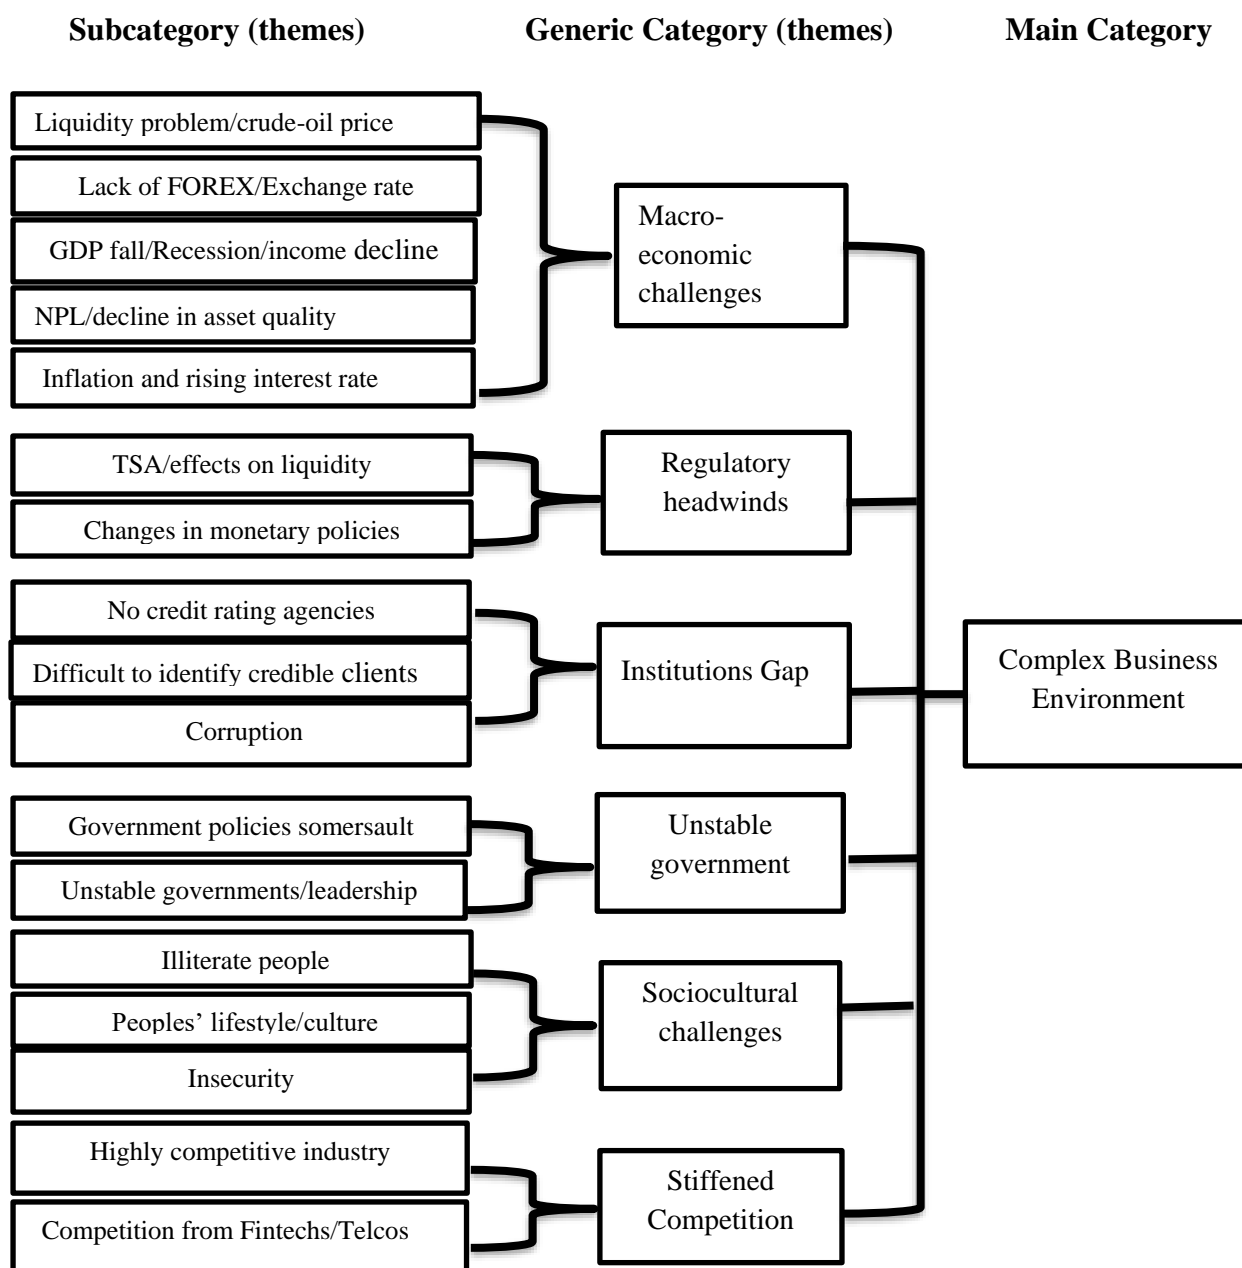 Subcategory (themes)
Generic Category (themes)
Main Category
Liquidity problem/crude-oil price
Lack of FOREX/Exchange rate
GDP fall/Recession/income decline
NPL/decline in asset quality
Inflation and rising interest rate
Macro-
economic
challenges
TSA/effects on liquidity
Changes in monetary policies
Regulatory
headwinds
No credit rating agencies
Difficult to identify credible clients
Corruption
Institutions Gap
Complex Business
Environment
Government policies somersault
Unstable governments/leadership
Unstable
government
Illiterate people
Peoples’ lifestyle/culture
Insecurity
Sociocultural
challenges
Highly competitive industry
Competition from Fintechs/Telcos
Stiffened
Competition